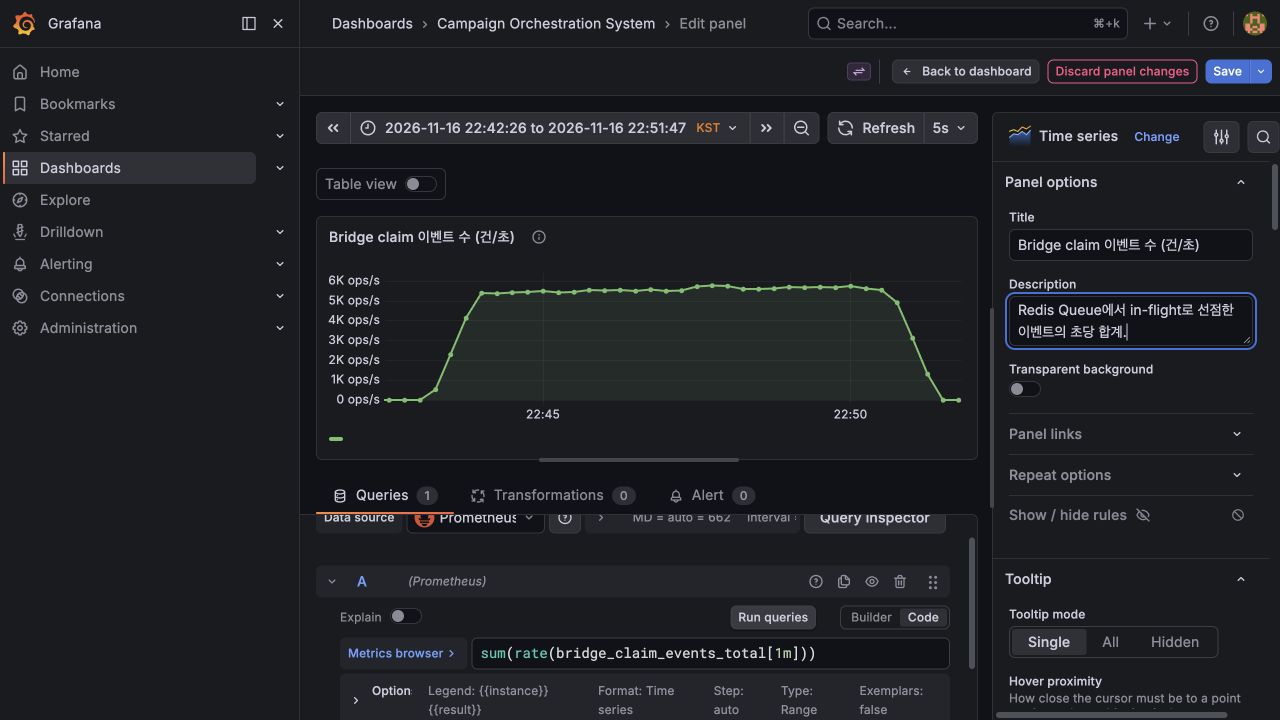 Grafana
Dashboards › Campaign Orchestration System › Edit panel
Search...
⌘+k
Home
Bookmarks
Starred
Dashboards
Explore
Drilldown
Alerting
Connections
Administration
Back to dashboard
Discard panel changes
Save
2026-11-16 22:42:26 to 2026-11-16 22:51:47 KST
Refresh
5s
Table view
Bridge claim 이벤트 수 (건/초)
6K ops/s
5K ops/s
4K ops/s
3K ops/s
2K ops/s
1K ops/s
0 ops/s
22:45
22:50
Queries 1
Transformations 0
Alert 0
Data source
Prometheus
MD = auto = 662
Interval
Query inspector
A
(Prometheus)
Explain
Run queries
Builder
Code
Metrics browser >
sum(rate(bridge_claim_events_total[1m]))
Option
Legend: {{instance}}
{{result}}
Format: Time
series
Step:
auto
Type:
Range
Exemplars:
false
Time series
Change
Panel options
Title
Bridge claim 이벤트 수 (건/초)
Description
Redis Queue에서 in-flight로 선점한
이벤트의 초당 합계.
Transparent background
Panel links
Repeat options
Show / hide rules
Tooltip
Tooltip mode
Single
All
Hidden
Hover proximity
How close the cursor must be to a point